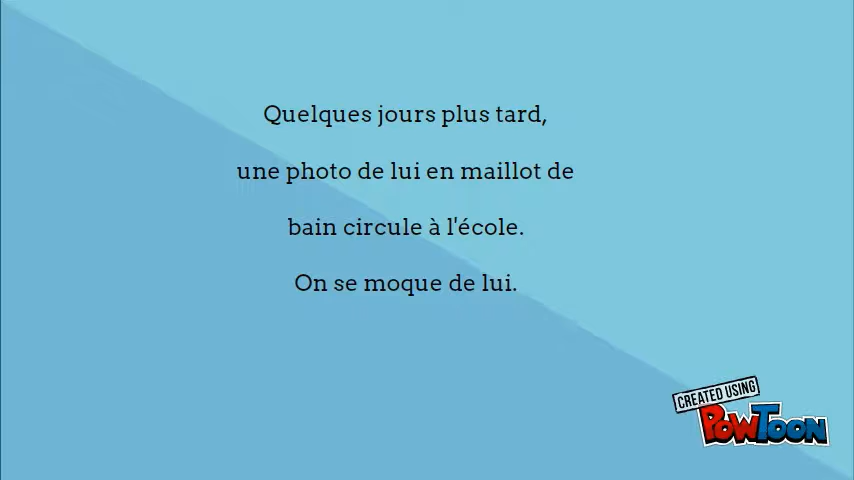 Quelques jours plus tard,
une photo de lui en maillot de
bain circule à l'école.
On se moque de lui.
CREATED USING
POWTOON